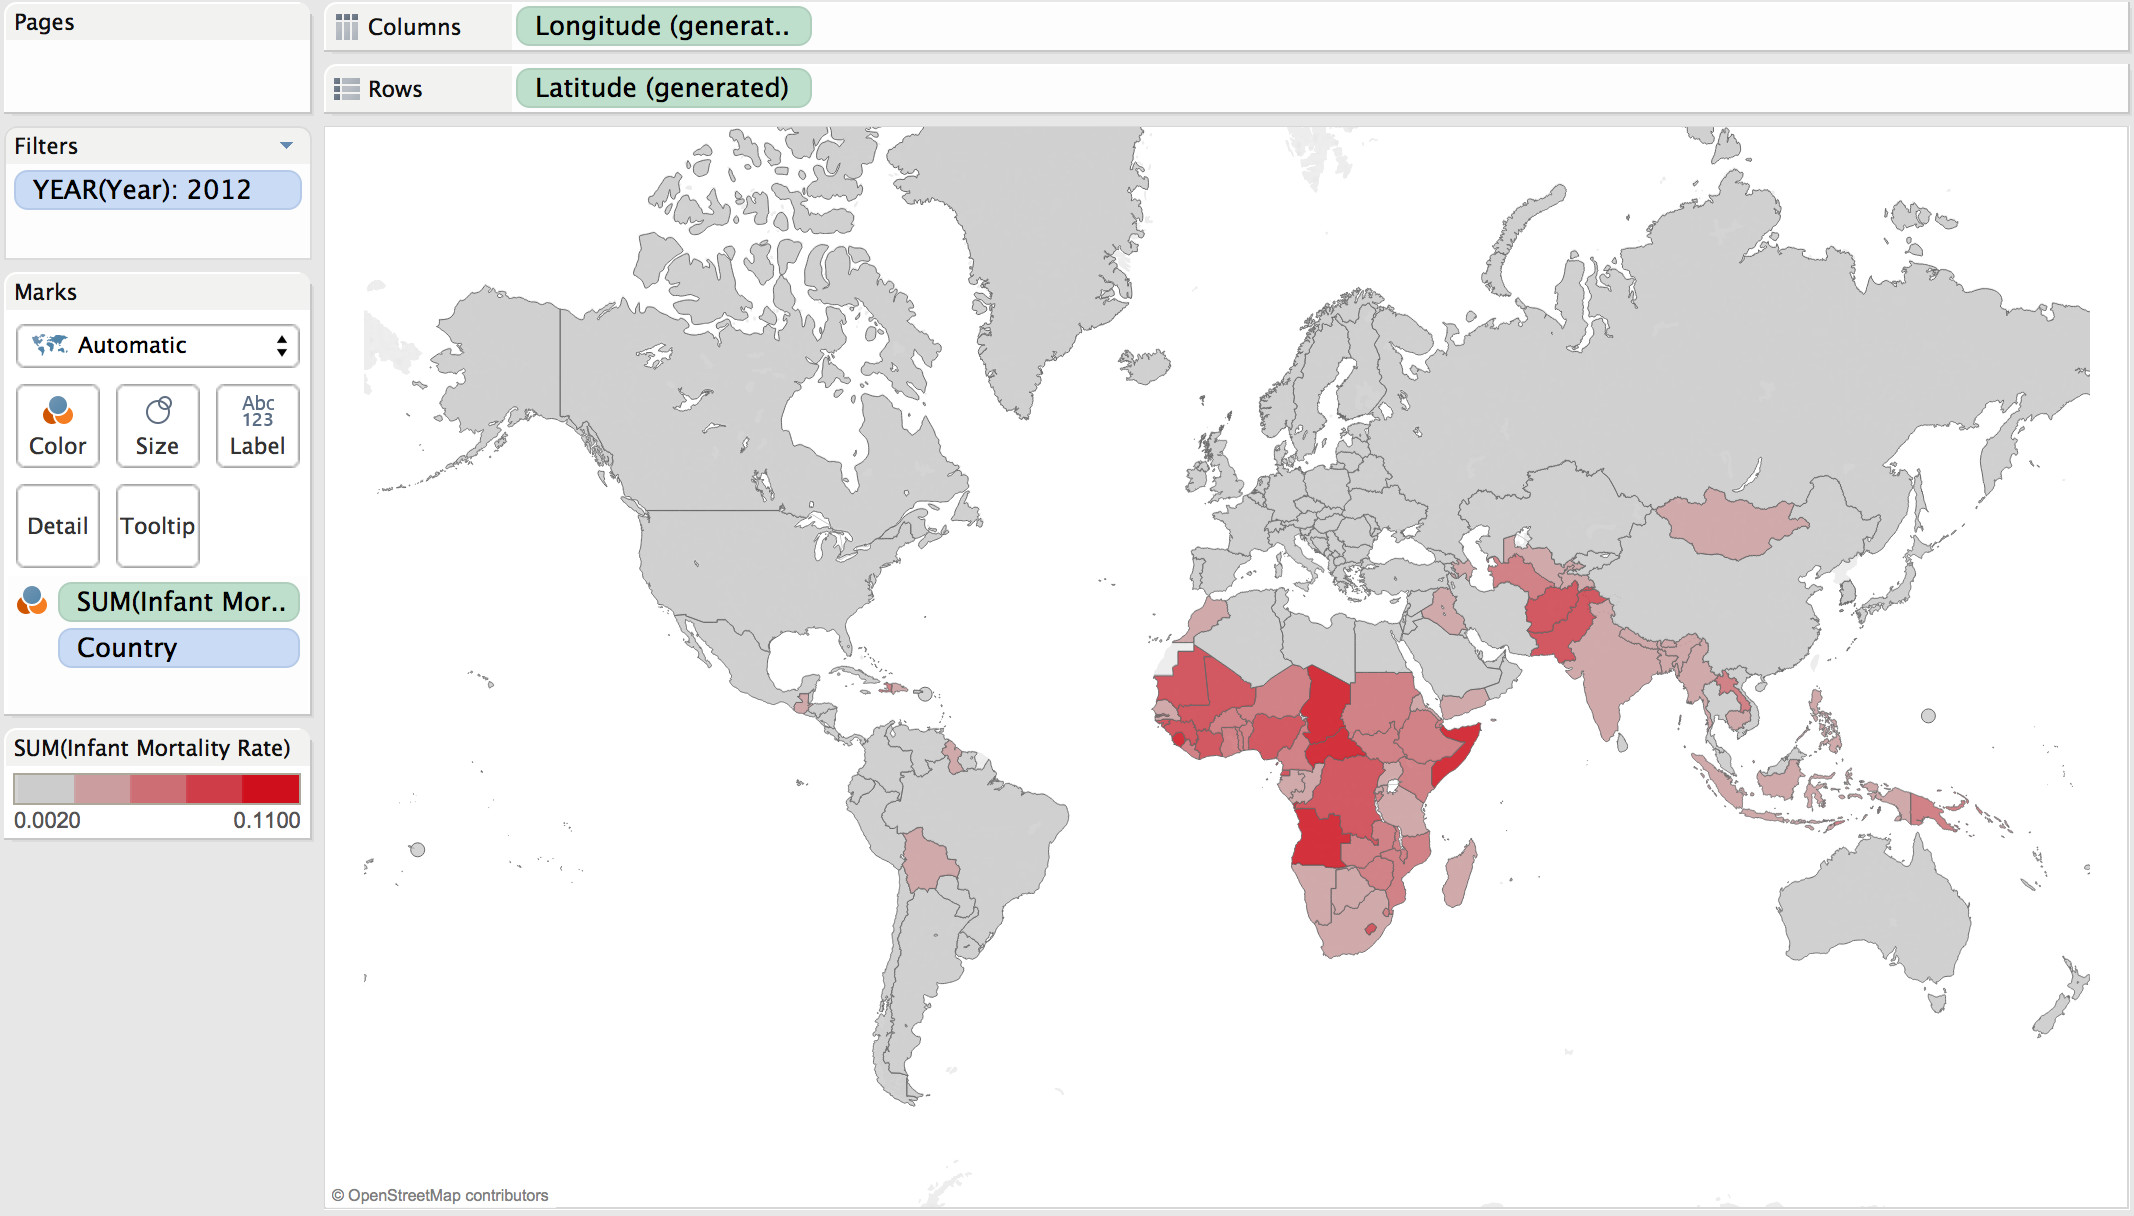 Pages
Columns
Longitude (generat..
Rows
Latitude (generated)
Filters
YEAR(Year): 2012
Marks
Automatic
Color
Size
Abc
123
Label
Detail
Tooltip
SUM(Infant Mor..
Country
SUM(Infant Mortality Rate)
0.0020
0.1100
© OpenStreetMap contributors